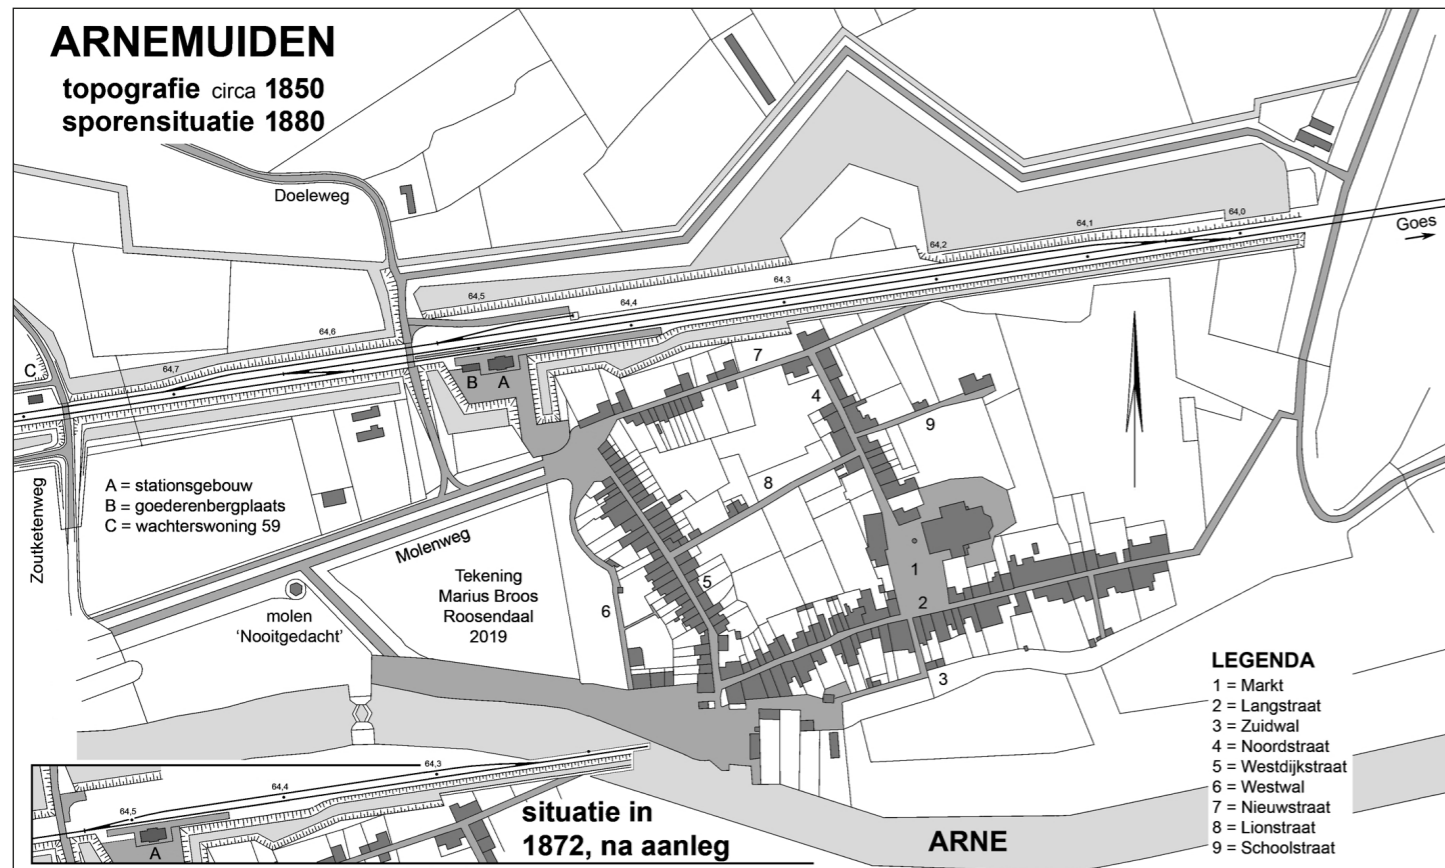 ARNEMUIDEN
topografie circa 1850
sporensituatie 1880
Doeleweg
Goes
64,0
64,1
64,2
64,3
64,4
64,5
64,6
64,7
C
B
A
7
4
9
8
A = stationsgebouw
B = goederenbergplaats
C = wachterswoning 59
Zoutketenweg
Molenweg
molen
'Nooitgedacht'
Tekening
Marius Broos
Roosendaal
2019
6
5
1
2
3
LEGENDA
1 = Markt
2 = Langstraat
3 = Zuidwal
4 = Noordstraat
5 = Westdijkstraat
6 = Westwal
7 = Nieuwstraat
8 = Lionstraat
9 = Schoolstraat
ARNE
64,3
64,4
64,5
A
situatie in
1872, na aanleg